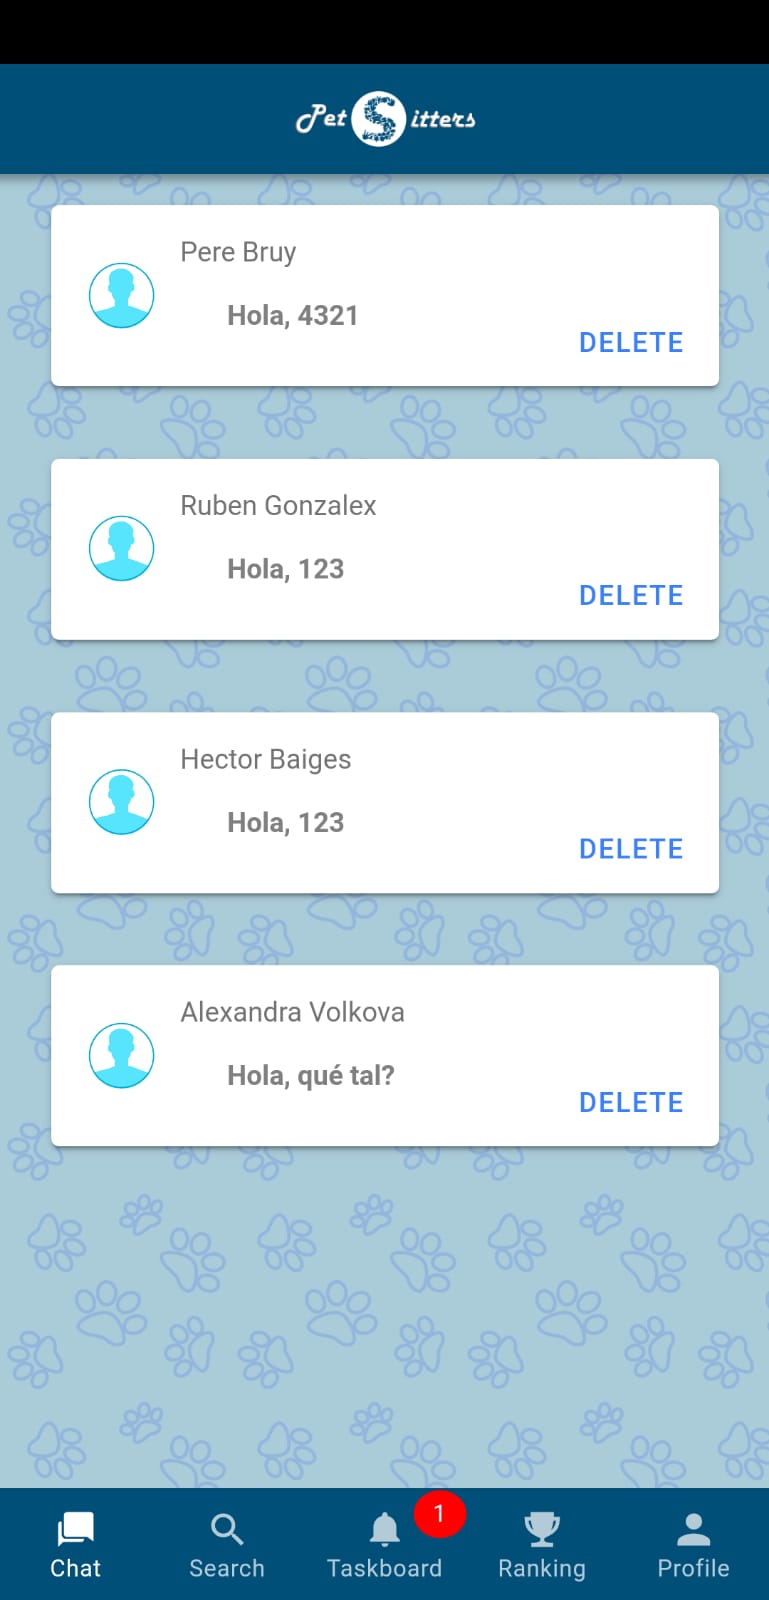 Pet Sitters
Pere Bruy
Hola, 4321
DELETE
Ruben Gonzalex
Hola, 123
DELETE
Hector Baiges
Hola, 123
DELETE
Alexandra Volkova
Hola, qué tal?
DELETE
1
Chat Search Taskboard Ranking Profile